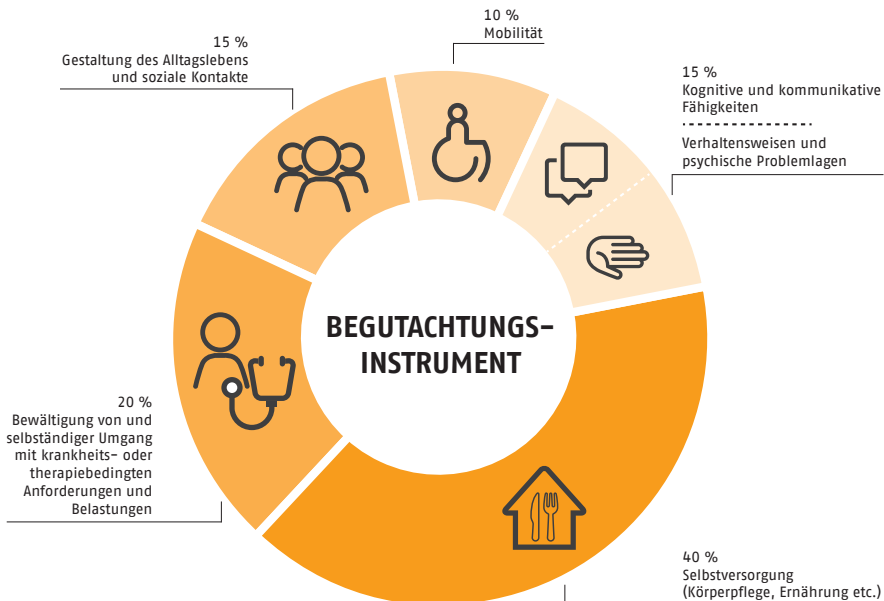 10 %
Mobilität
15 %
Gestaltung des Alltagslebens
und soziale Kontakte
15 %
Kognitive und kommunikative
Fähigkeiten
Verhaltensweisen und
psychische Problemlagen
BEGUTACHTUNGS-
INSTRUMENT
20 %
Bewältigung von und
selbständiger Umgang
mit krankheits- oder
therapiebedingten
Anforderungen und
Belastungen
40 %
Selbstversorgung
(Körperpflege, Ernährung etc.)